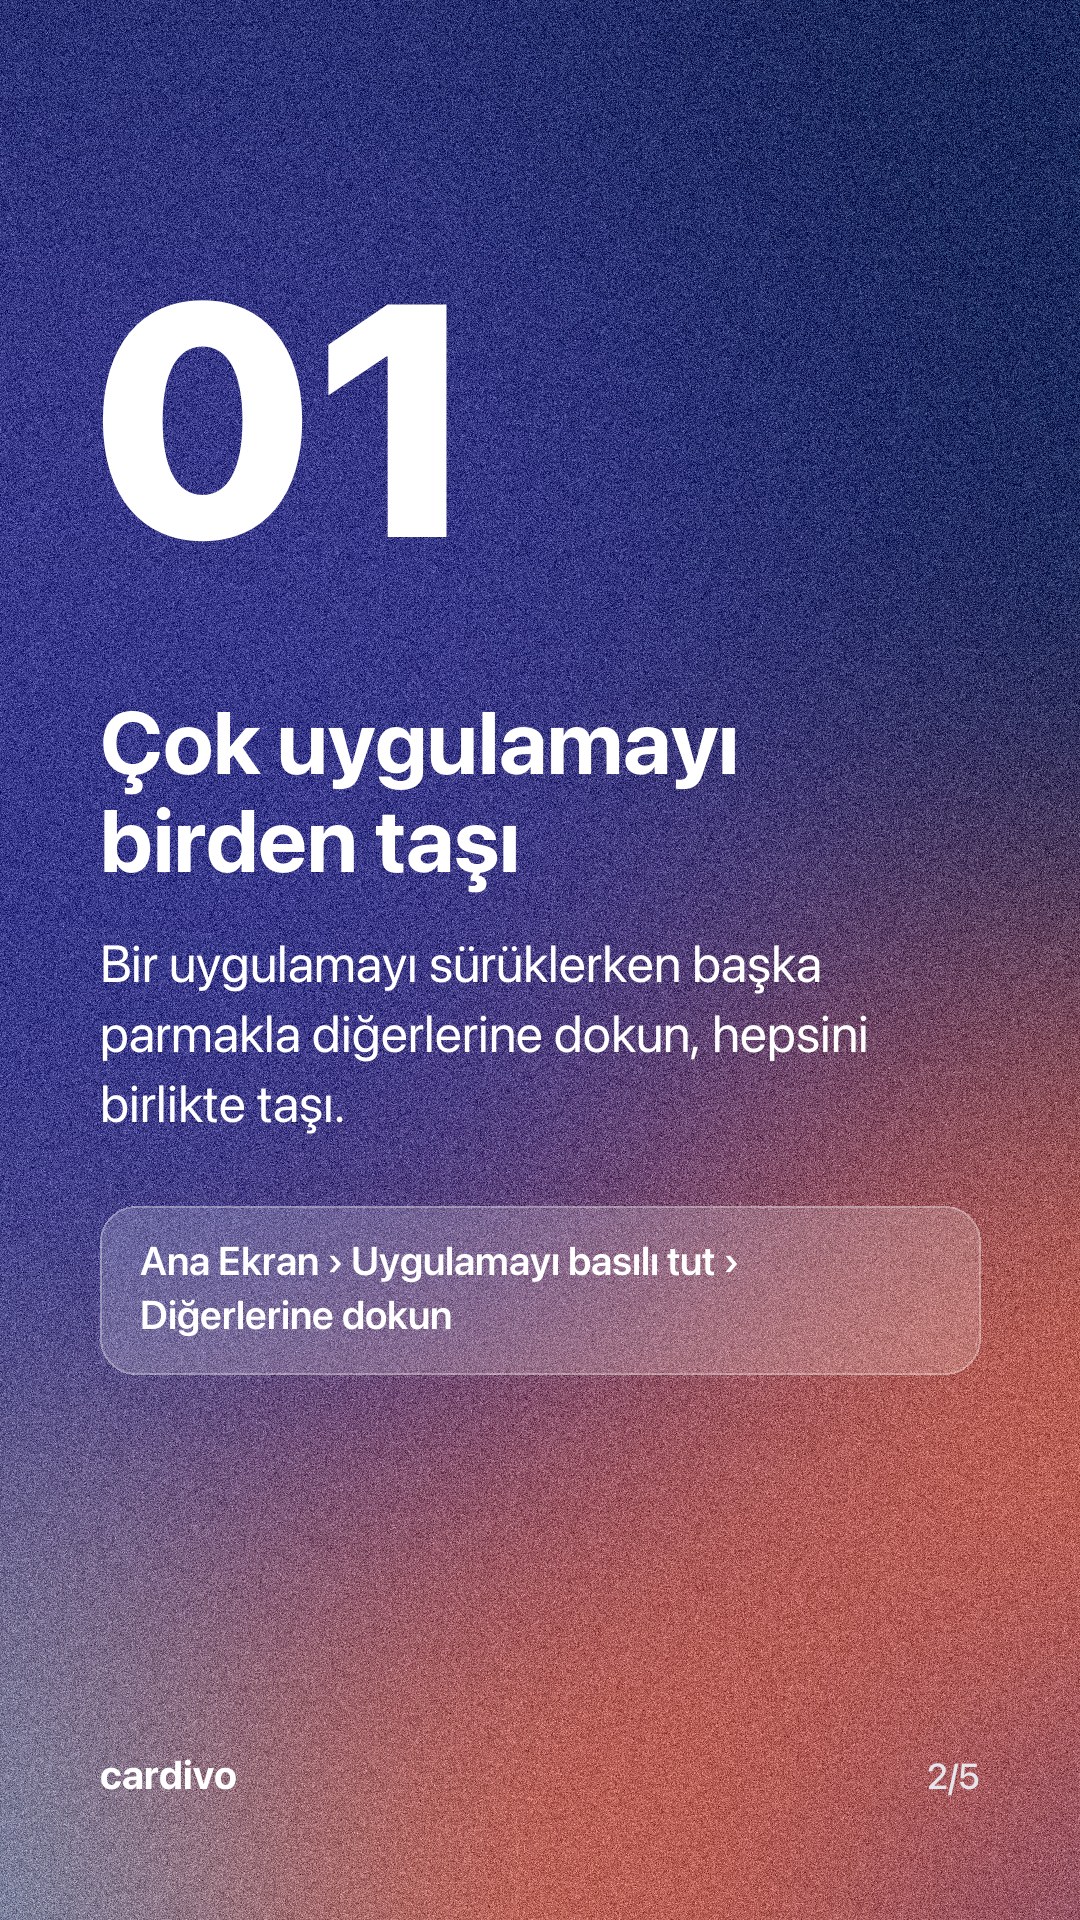 01
Çok uygulamayı
birden taşı
Bir uygulamayı sürüklerken başka
parmakla diğerlerine dokun, hepsini
birlikte taşı.
Ana Ekran › Uygulamayı basılı tut ›
Diğerlerine dokun
cardivo
2/5